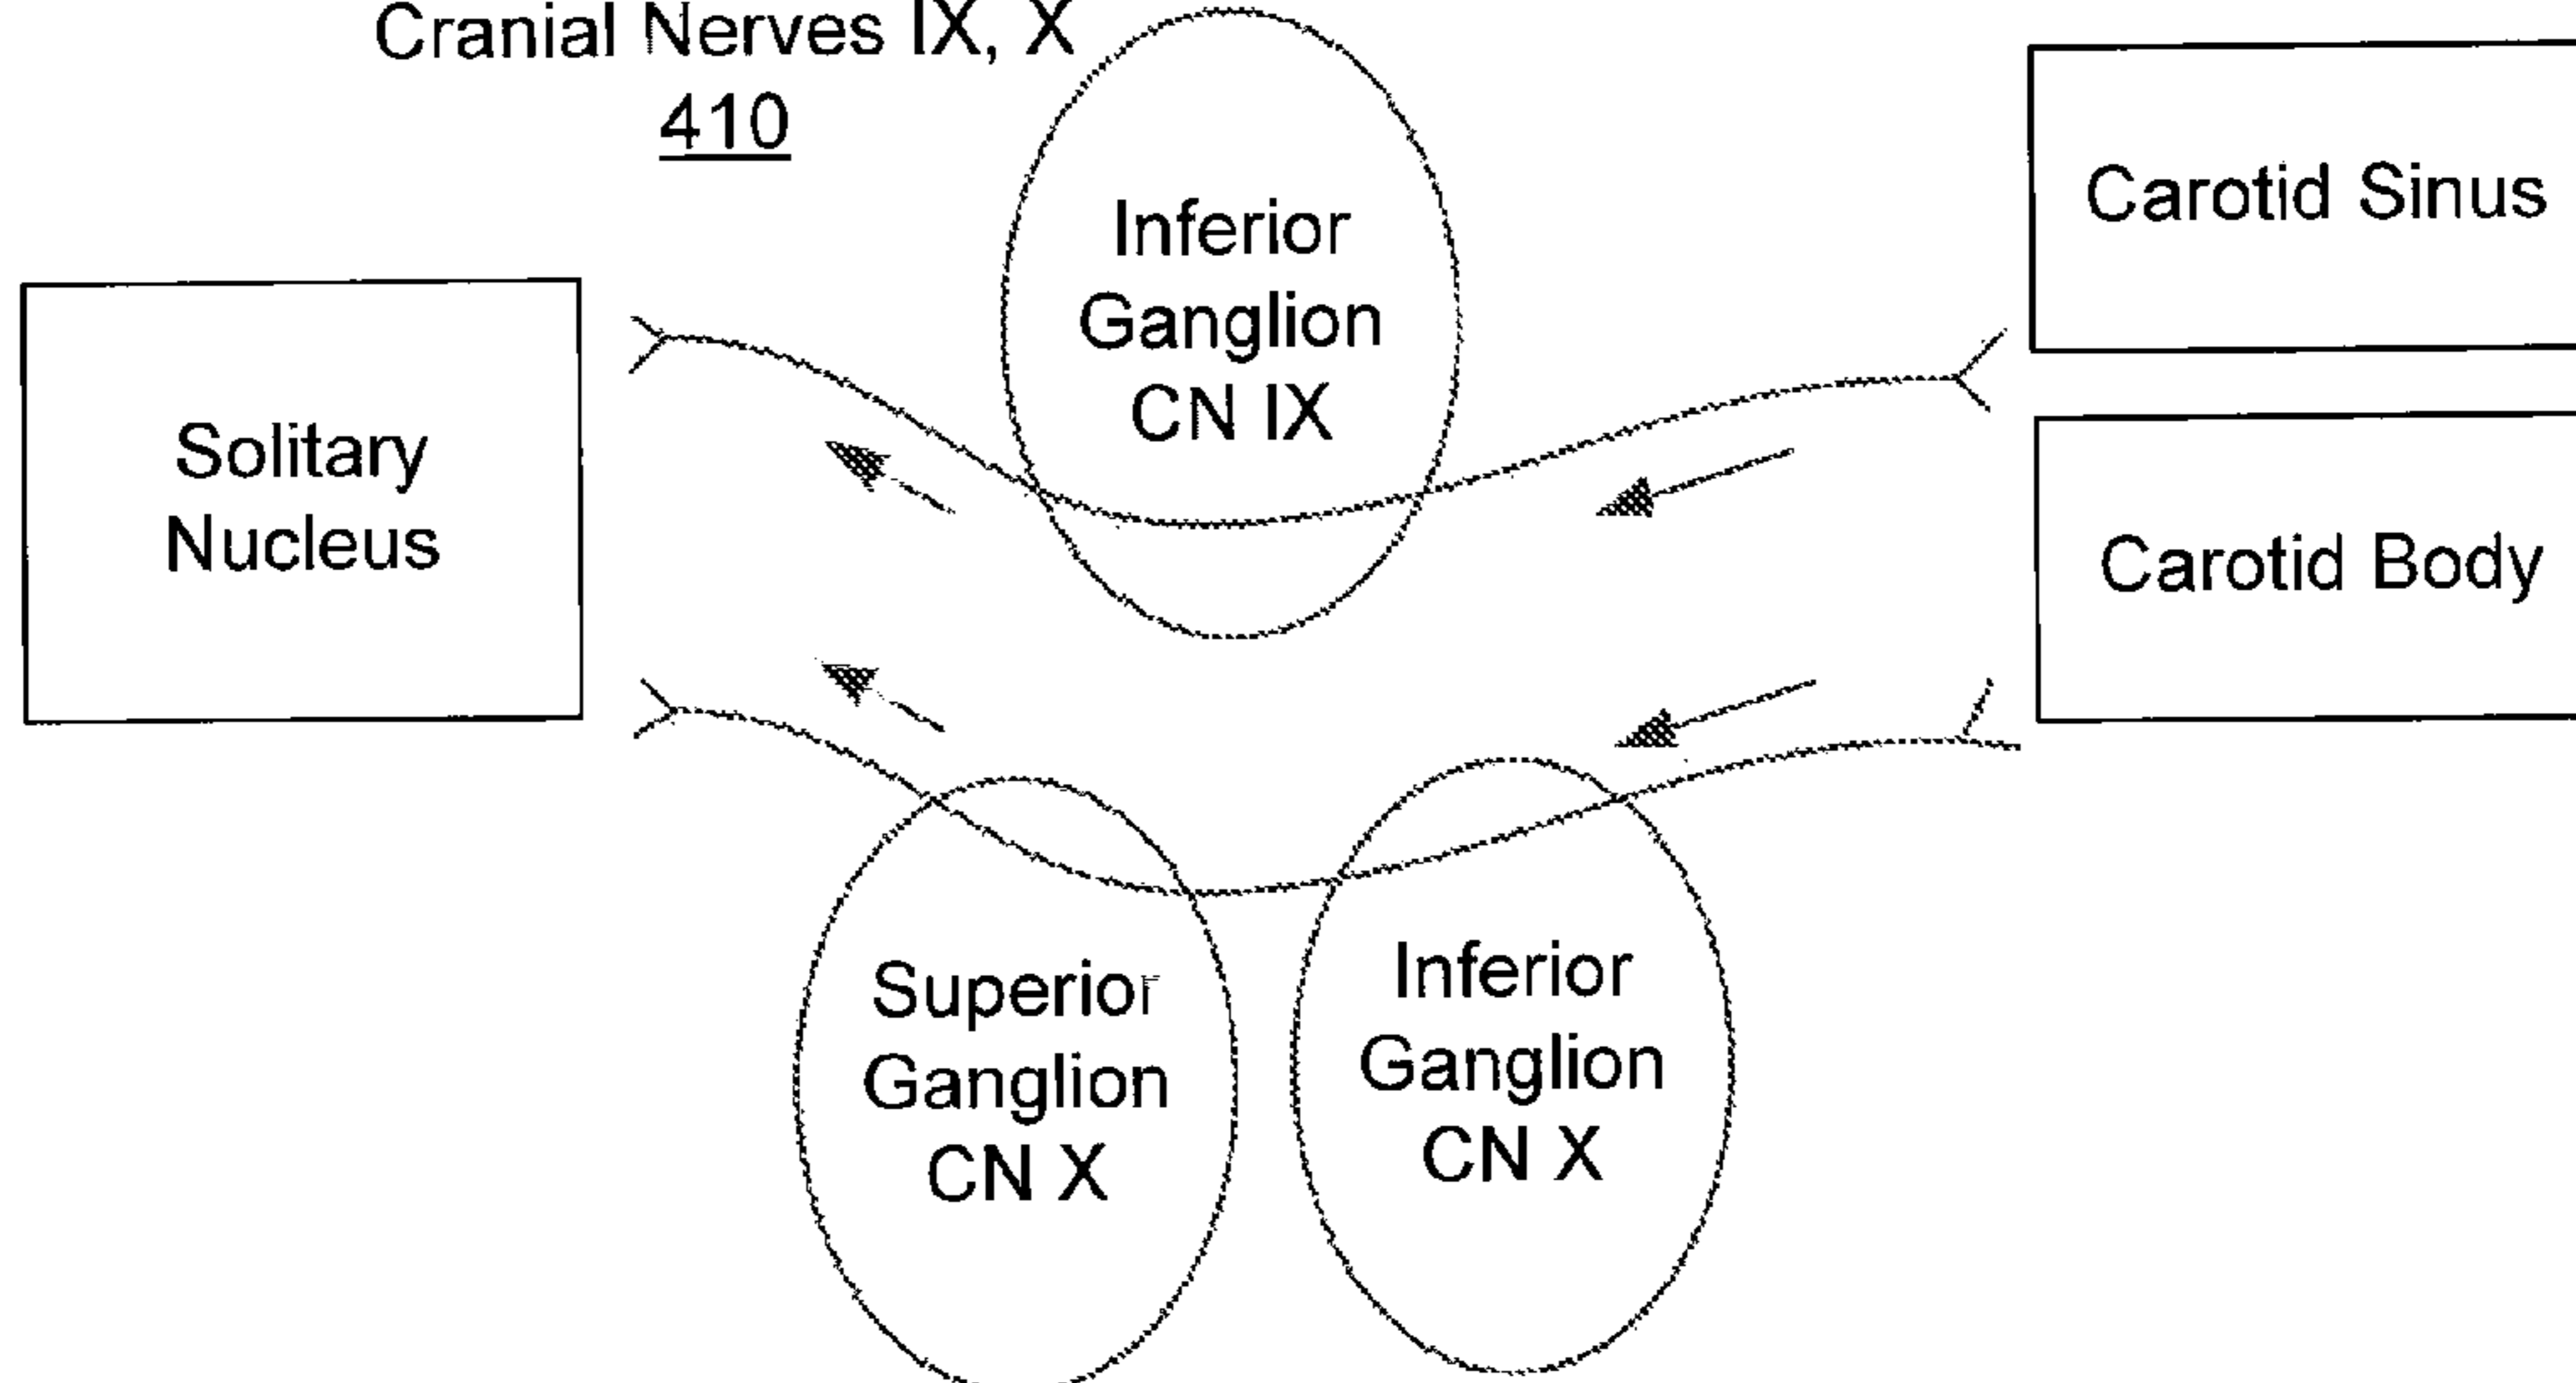 Cranial Nerves IX, X
410
Inferior
Ganglion
CN IX
Carotid Sinus
Solitary
Nucleus
Carotid Body
Superior
Ganglion
CN X
Inferior
Ganglion
CN X